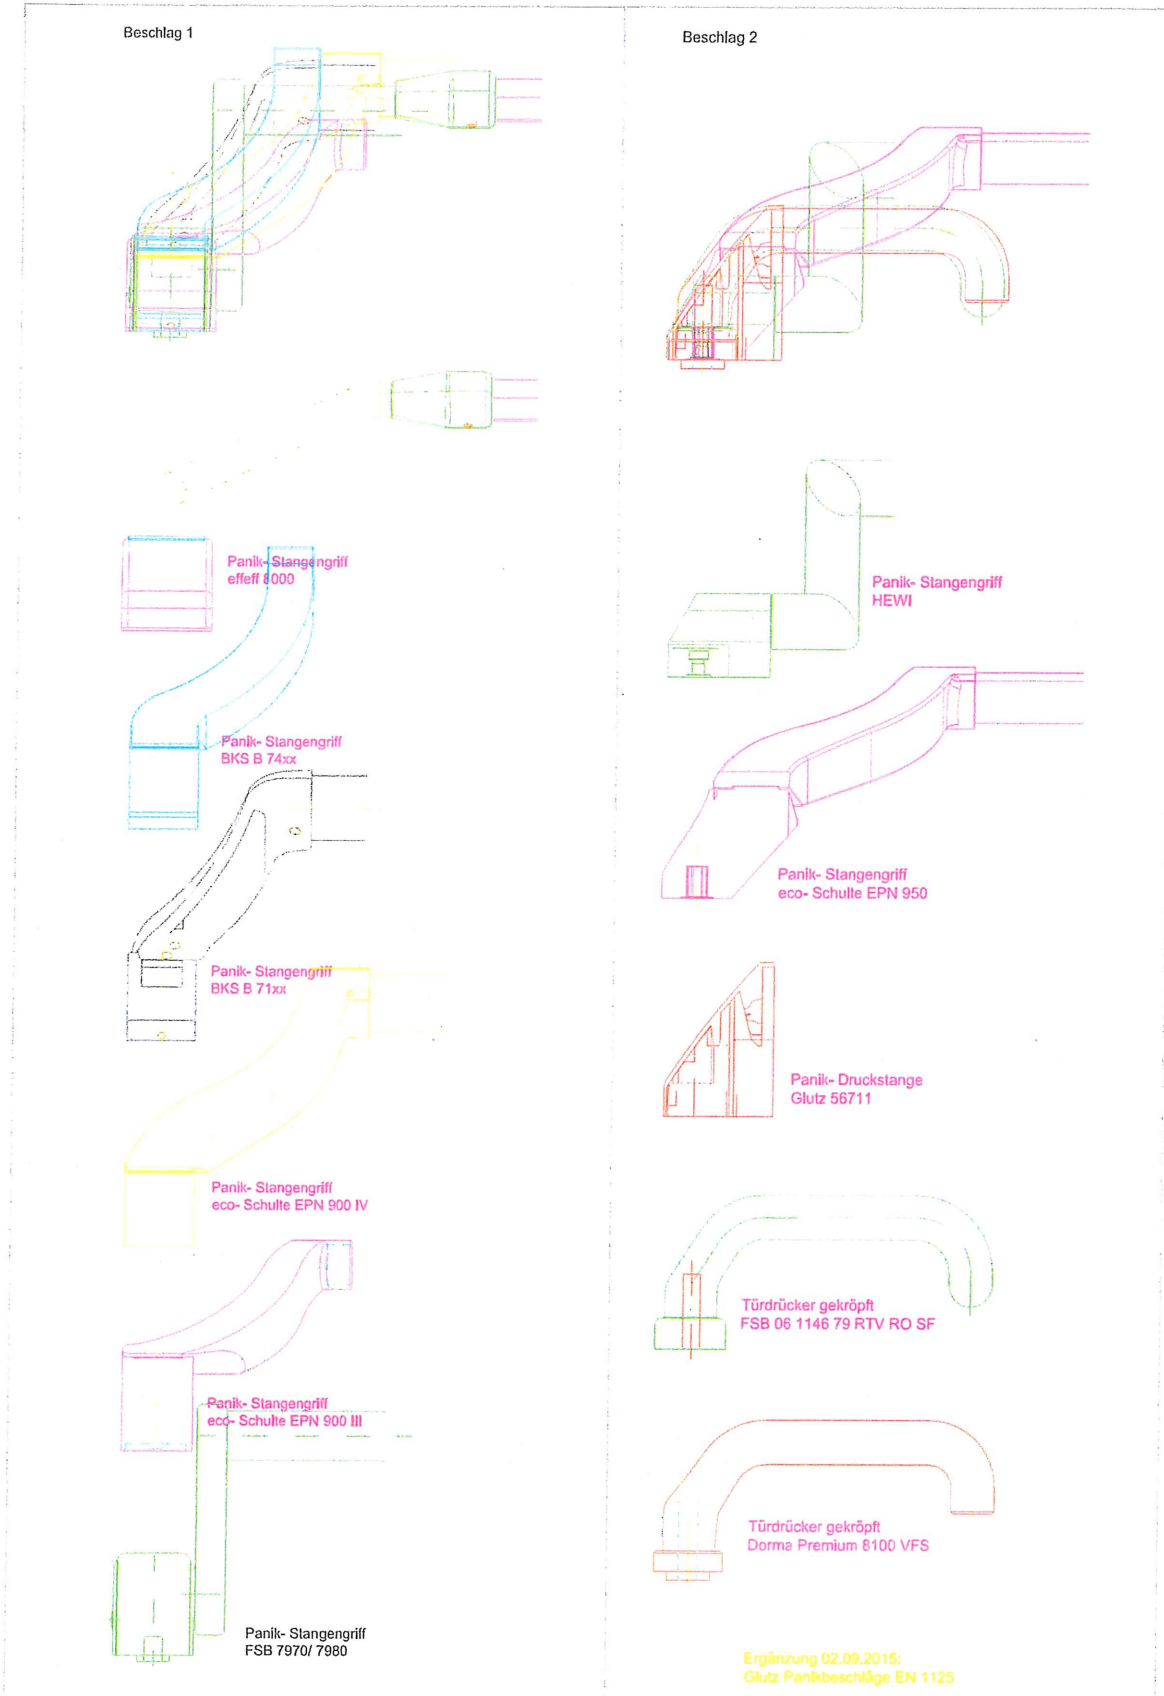 Beschlag 1
Panik- Stangengriff
effeff 8000
Panik- Stangengriff
BKS B 74xx
Panik- Stangengriff
BKS B 71xx
Panik- Stangengriff
eco- Schulte EPN 900 IV
Panik- Stangengriff
eco- Schulte EPN 900 III
Panik- Stangengriff
FSB 7970/ 7980
Beschlag 2
Panik- Stangengriff
HEWI
Panik- Stangengriff
eco- Schulte EPN 950
Panik- Druckstange
Glutz 56711
Türdrücker gekröpft
FSB 06 1146 79 RTV RO SF
Türdrücker gekröpft
Dorma Premium 8100 VFS
Ergänzung 02.09.2015:
Glutz Panikbeschläge EN 1125